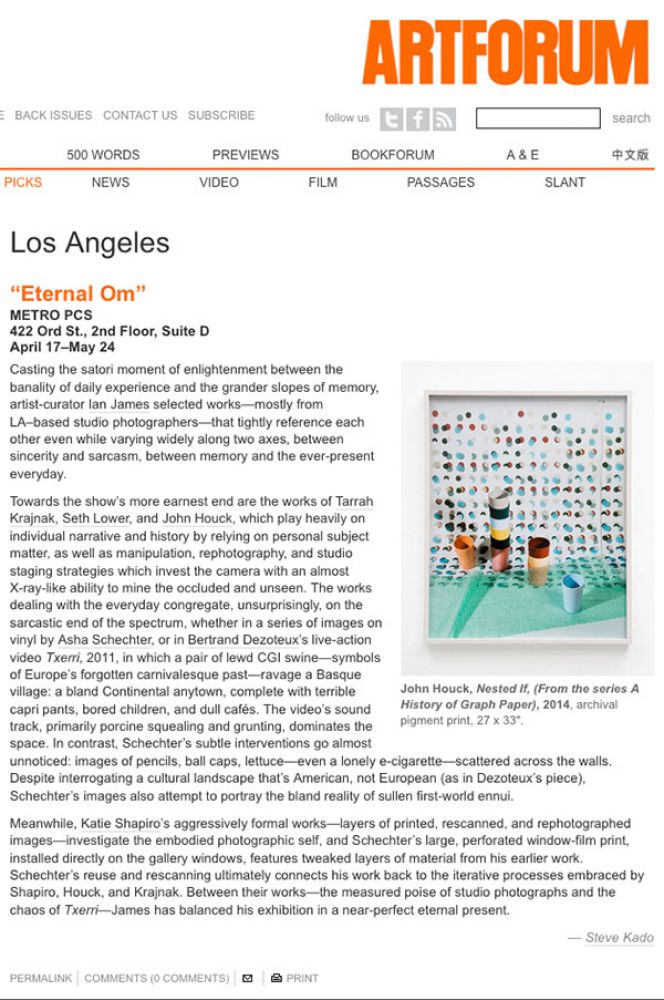 ARTFORUM
E BACK ISSUES CONTACT US SUBSCRIBE follow us search
500 WORDS PREVIEWS BOOKFORUM A & E 中文版
PICKS NEWS VIDEO FILM PASSAGES SLANT
Los Angeles
“Eternal Om”
METRO PCS
422 Ord St., 2nd Floor, Suite D
April 17–May 24
Casting the satori moment of enlightenment between the
banality of daily experience and the grander slopes of memory,
artist-curator Ian James selected works—mostly from
LA–based studio photographers—that tightly reference each
other even while varying widely along two axes, between
sincerity and sarcasm, between memory and the ever-present
everyday.
Towards the show’s more earnest end are the works of Tarrah
Krajnak, Seth Lower, and John Houck, which play heavily on
individual narrative and history by relying on personal subject
matter, as well as manipulation, rephotography, and studio
staging strategies which invest the camera with an almost
X-ray-like ability to mine the occluded and unseen. The works
dealing with the everyday congregate, unsurprisingly, on the
sarcastic end of the spectrum, whether in a series of images on
vinyl by Asha Schechter, or in Bertrand Dezoteux’s live-action
video Txerri, 2011, in which a pair of lewd CGI swine—symbols
of Europe’s forgotten carnivalesque past—ravage a Basque
village: a bland Continental anytown, complete with terrible
capri pants, bored children, and dull cafés. The video’s sound
track, primarily porcine squealing and grunting, dominates the
space. In contrast, Schechter’s subtle interventions go almost
unnoticed: images of pencils, ball caps, lettuce—even a lonely e-cigarette—scattered across the walls.
Despite interrogating a cultural landscape that’s American, not European (as in Dezoteux’s piece),
Schechter’s images also attempt to portray the bland reality of sullen first-world ennui.
John Houck, Nested If, (From the series A
History of Graph Paper), 2014, archival
pigment print, 27 x 33".
Meanwhile, Katie Shapiro’s aggressively formal works—layers of printed, rescanned, and rephotographed
images—investigate the embodied photographic self, and Schechter’s large, perforated window-film print,
installed directly on the gallery windows, features tweaked layers of material from his earlier work.
Schechter’s reuse and rescanning ultimately connects his work back to the iterative processes embraced by
Shapiro, Houck, and Krajnak. Between their works—the measured poise of studio photographs and the
chaos of Txerri—James has balanced his exhibition in a near-perfect eternal present.
— Steve Kado
PERMALINK COMMENTS (0 COMMENTS) PRINT